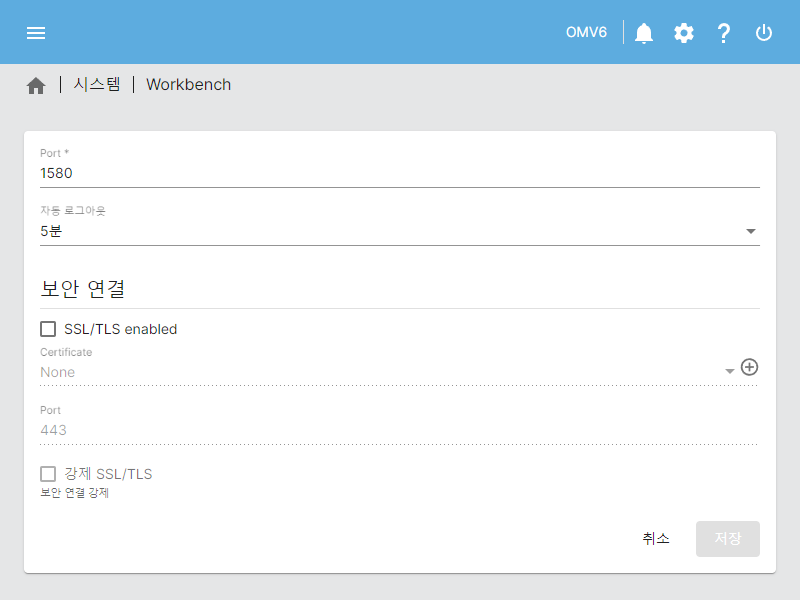 OMV6
시스템 | Workbench
Port *
1580
자동 로그아웃
5분
보안 연결
SSL/TLS enabled
Certificate
None
Port
443
강제 SSL/TLS
보안 연결 강제
취소 저장